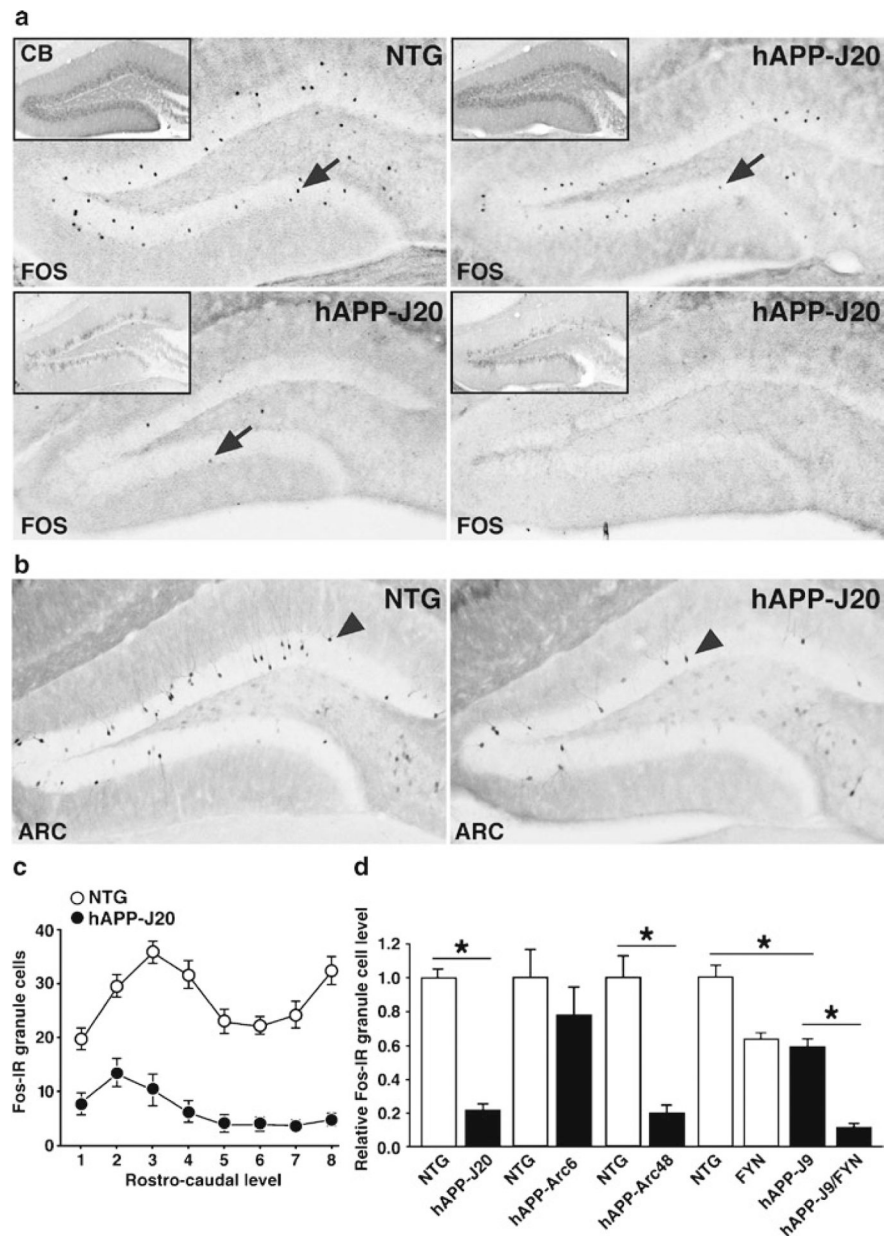 a
CB
NTG
FOS
hAPP-J20
FOS
hAPP-J20
FOS
hAPP-J20
FOS
b
NTG
ARC
hAPP-J20
ARC
c
NTG
hAPP-J20
Fos-IR granule cells
40
30
20
10
0
1 2 3 4 5 6 7 8
Rostro-caudal level
d
Relative Fos-IR granule cell level
1.2
1.0
0.8
0.6
0.4
0.2
0.0
* * * *
NTG
hAPP-J20
NTG
hAPP-Arc6
NTG
hAPP-Arc48
NTG
FYN
hAPP-J9
hAPP-J9/FYN